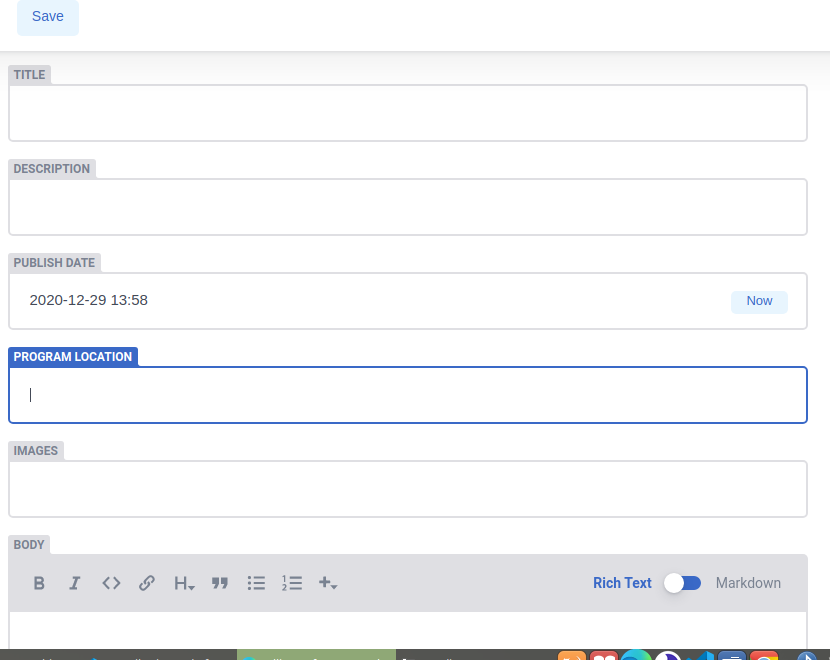 Save
TITLE
DESCRIPTION
PUBLISH DATE
2020-12-29 13:58
Now
PROGRAM LOCATION
IMAGES
BODY
B I <> H Rich Text Markdown